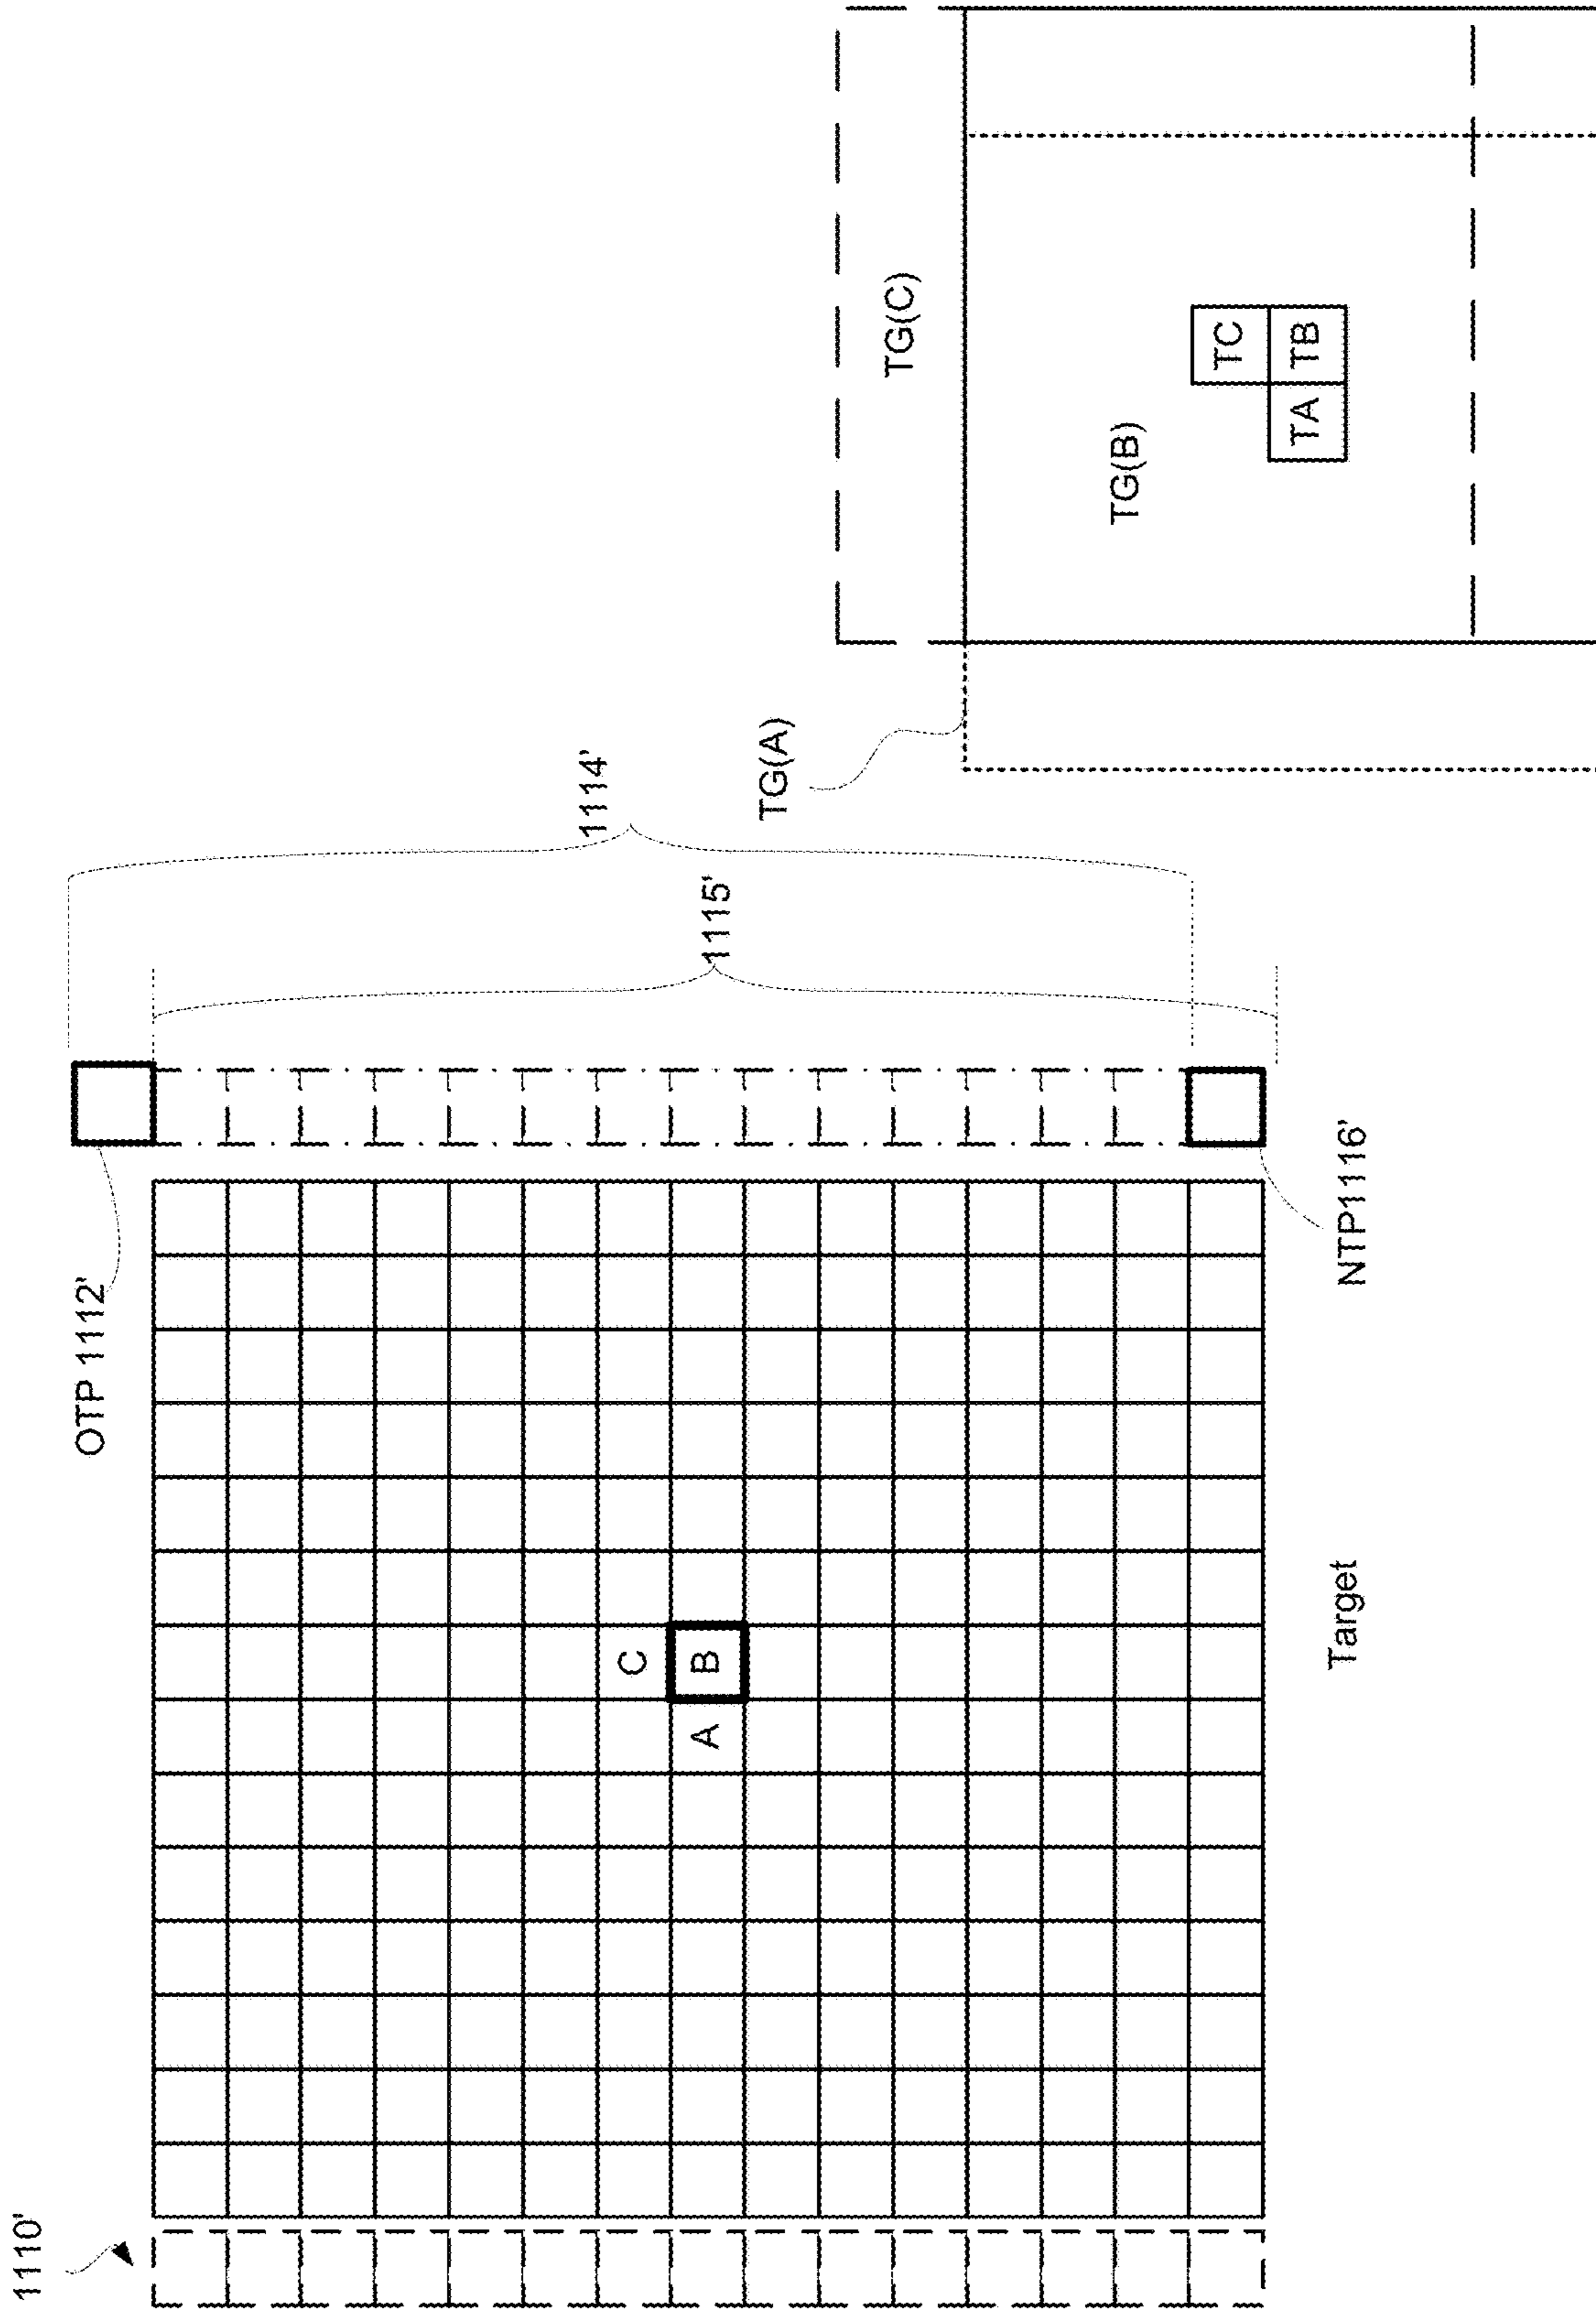 1110'
OTP 1112'
1114'
1115'
TG(A)
TG(C)
TG(B)
C
A B
TC
TA TB
Target
NTP1116'